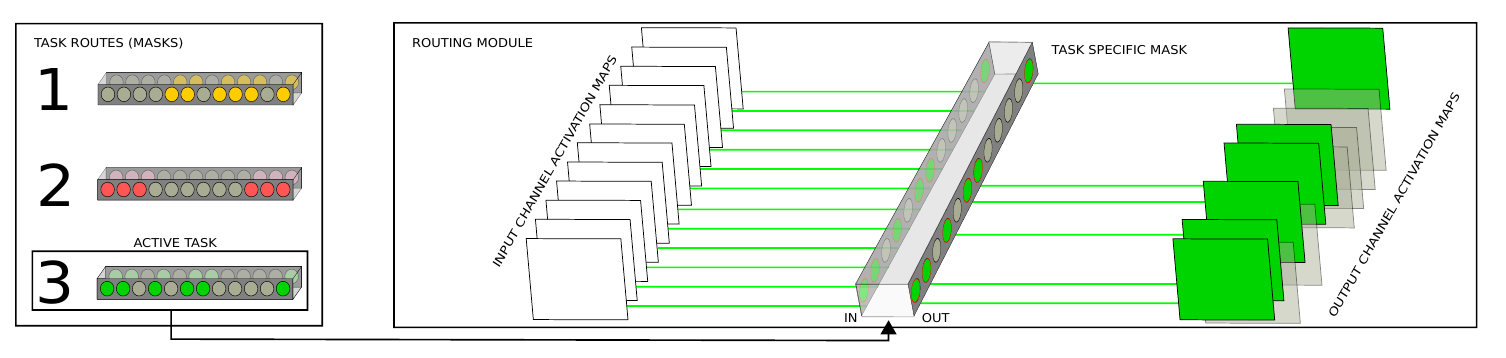 TASK ROUTES (MASKS)
1
2
ACTIVE TASK
3
ROUTING MODULE
INPUT CHANNEL ACTIVATION MAPS
TASK SPECIFIC MASK
IN
OUT
OUTPUT CHANNEL ACTIVATION MAPS